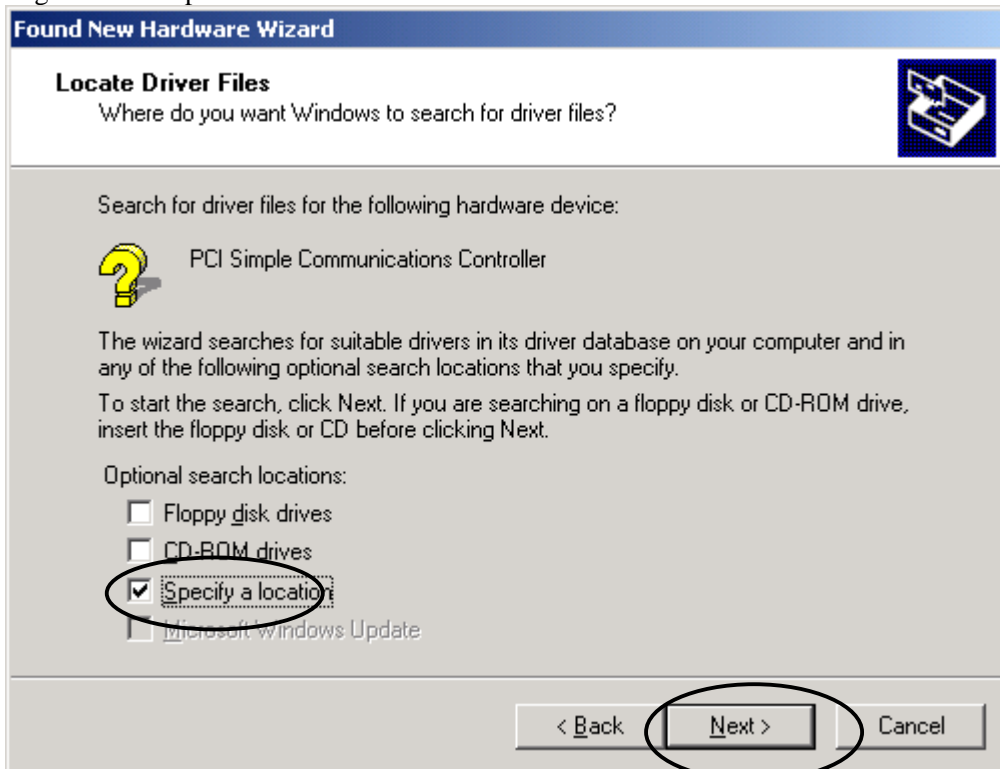 Found New Hardware Wizard
Locate Driver Files
Where do you want Windows to search for driver files?
Search for driver files for the following hardware device:
PCI Simple Communications Controller
The wizard searches for suitable drivers in its driver database on your computer and in
any of the following optional search locations that you specify.
To start the search, click Next. If you are searching on a floppy disk or CD-ROM drive,
insert the floppy disk or CD before clicking Next.
Optional search locations:
Floppy disk drives
CD-ROM drives
Specify a location
Microsoft Windows Update
< Back Next > Cancel